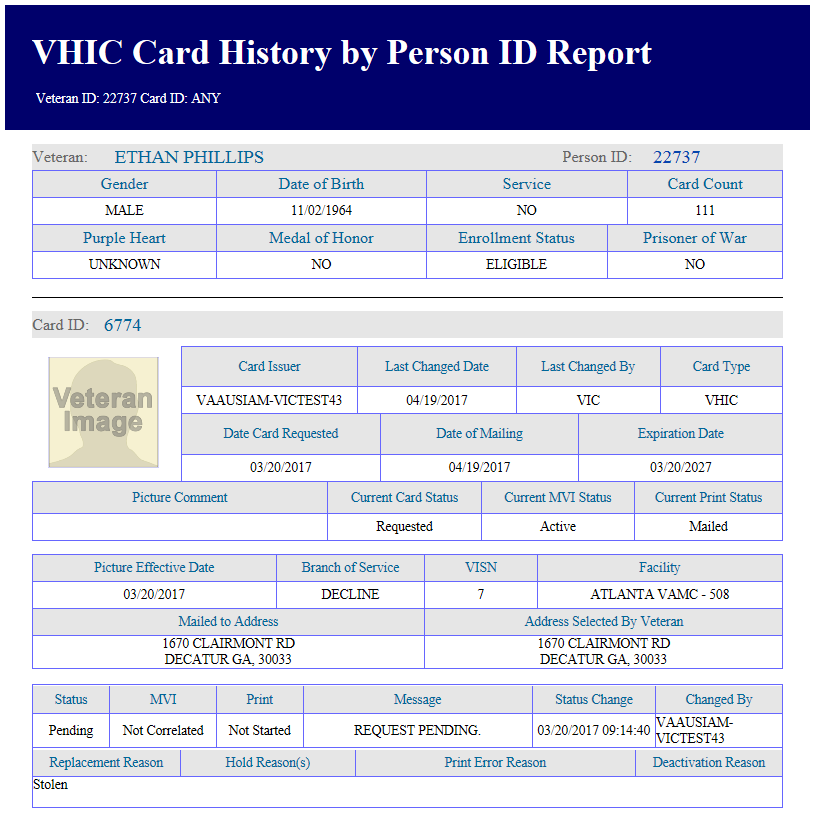 VHIC Card History by Person ID Report
Veteran ID: 22737 Card ID: ANY
Veteran: ETHAN PHILLIPS Person ID: 22737
Gender Date of Birth Service Card Count
MALE 11/02/1964 NO 111
Purple Heart Medal of Honor Enrollment Status Prisoner of War
UNKNOWN NO ELIGIBLE NO
Card ID: 6774
Veteran
Image
Card Issuer Last Changed Date Last Changed By Card Type
VAAUSIAM-VICTEST43 04/19/2017 VIC VHIC
Date Card Requested Date of Mailing Expiration Date
03/20/2017 04/19/2017 03/20/2027
Picture Comment Current Card Status Current MVI Status Current Print Status
Requested Active Mailed
Picture Effective Date Branch of Service VISN Facility
03/20/2017 DECLINE 7 ATLANTA VAMC - 508
Mailed to Address Address Selected By Veteran
1670 CLAIRMONT RD 1670 CLAIRMONT RD
DECATUR GA, 30033 DECATUR GA, 30033
Status MVI Print Message Status Change Changed By
Pending Not Correlated Not Started REQUEST PENDING. 03/20/2017 09:14:40 VAAUSIAM-
VICTEST43
Replacement Reason Hold Reason(s) Print Error Reason Deactivation Reason
Stolen